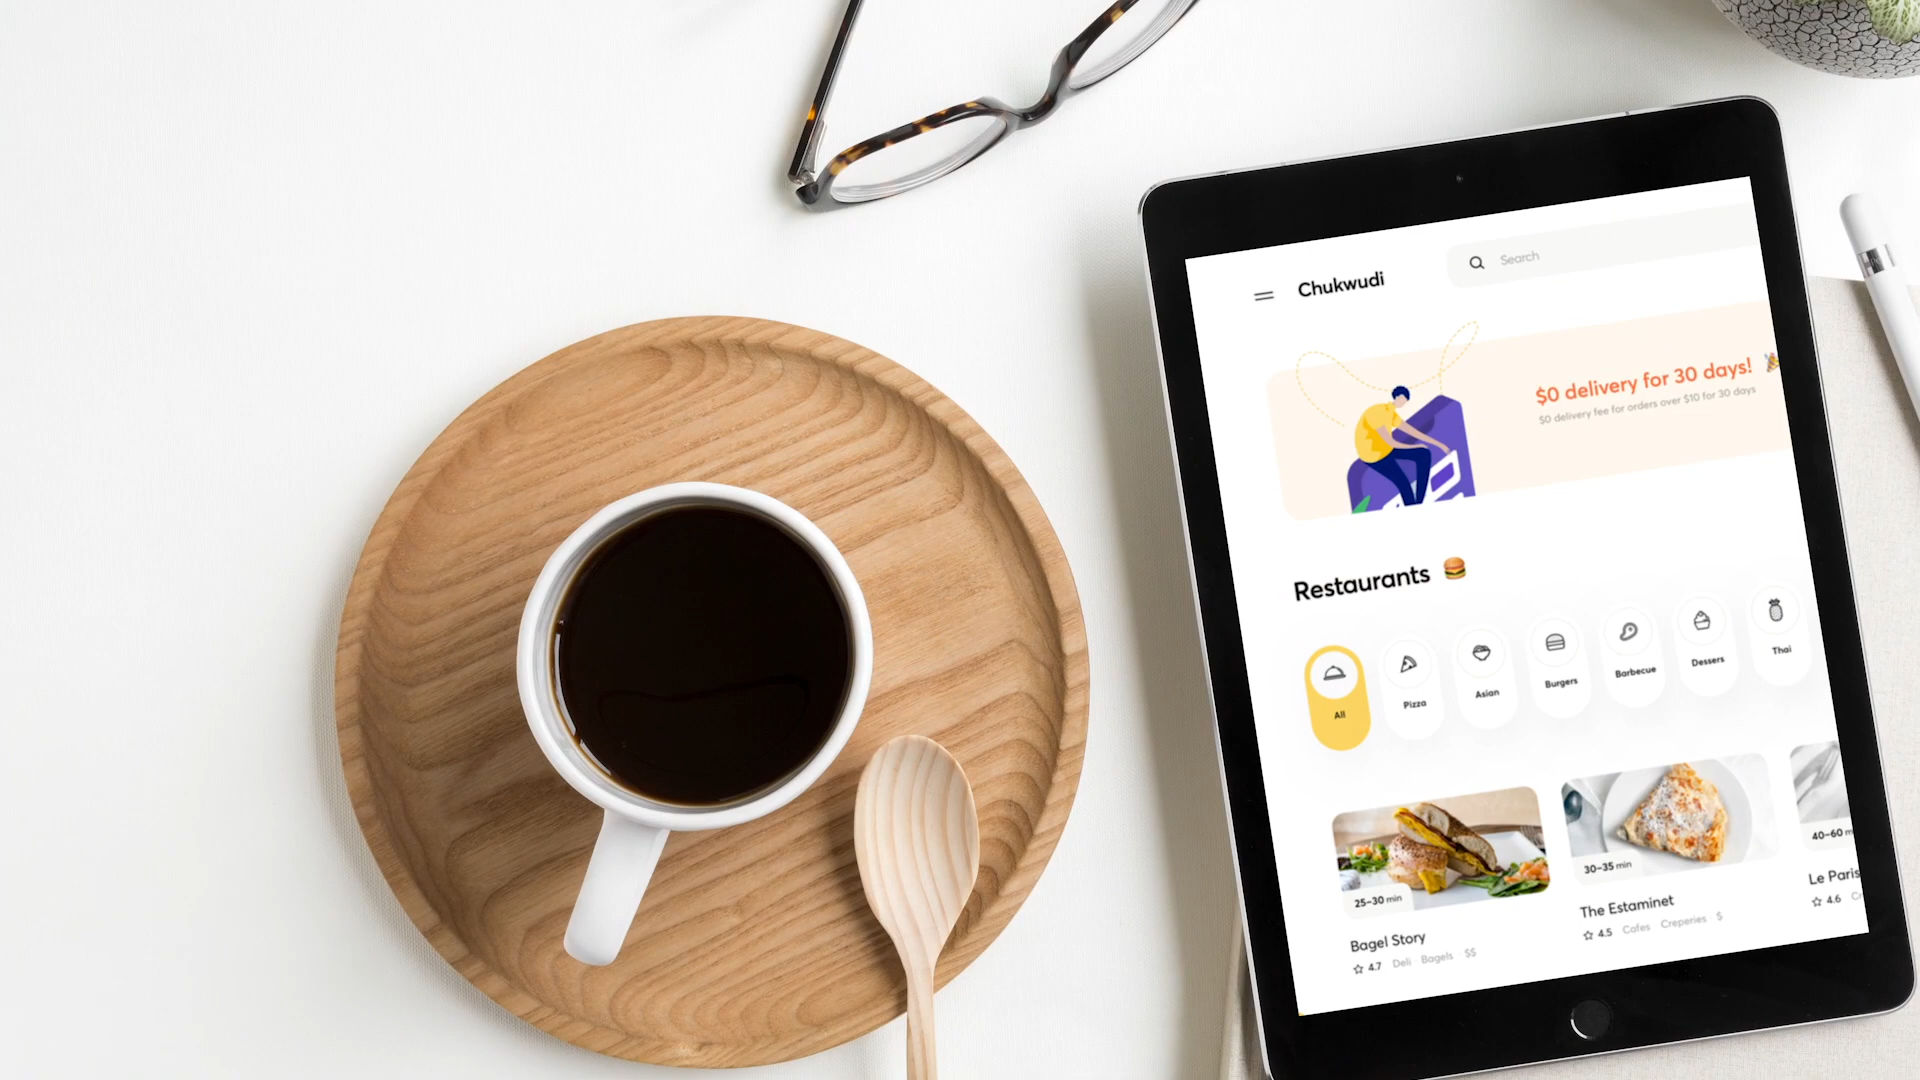 Chukwudi
Search
$0 delivery for 30 days! 🎉
$0 delivery fee for orders over $10 for 30 days
Restaurants 🍔
All
Pizza
Asian
Burgers
Barbecue
Dessers
Thai
25–30 min
Bagel Story
4.7 Deli · Bagels · $$
30–35 min
The Estaminet
4.5 Cafes · Creperies · $
40–60 m
Le Paris
4.6